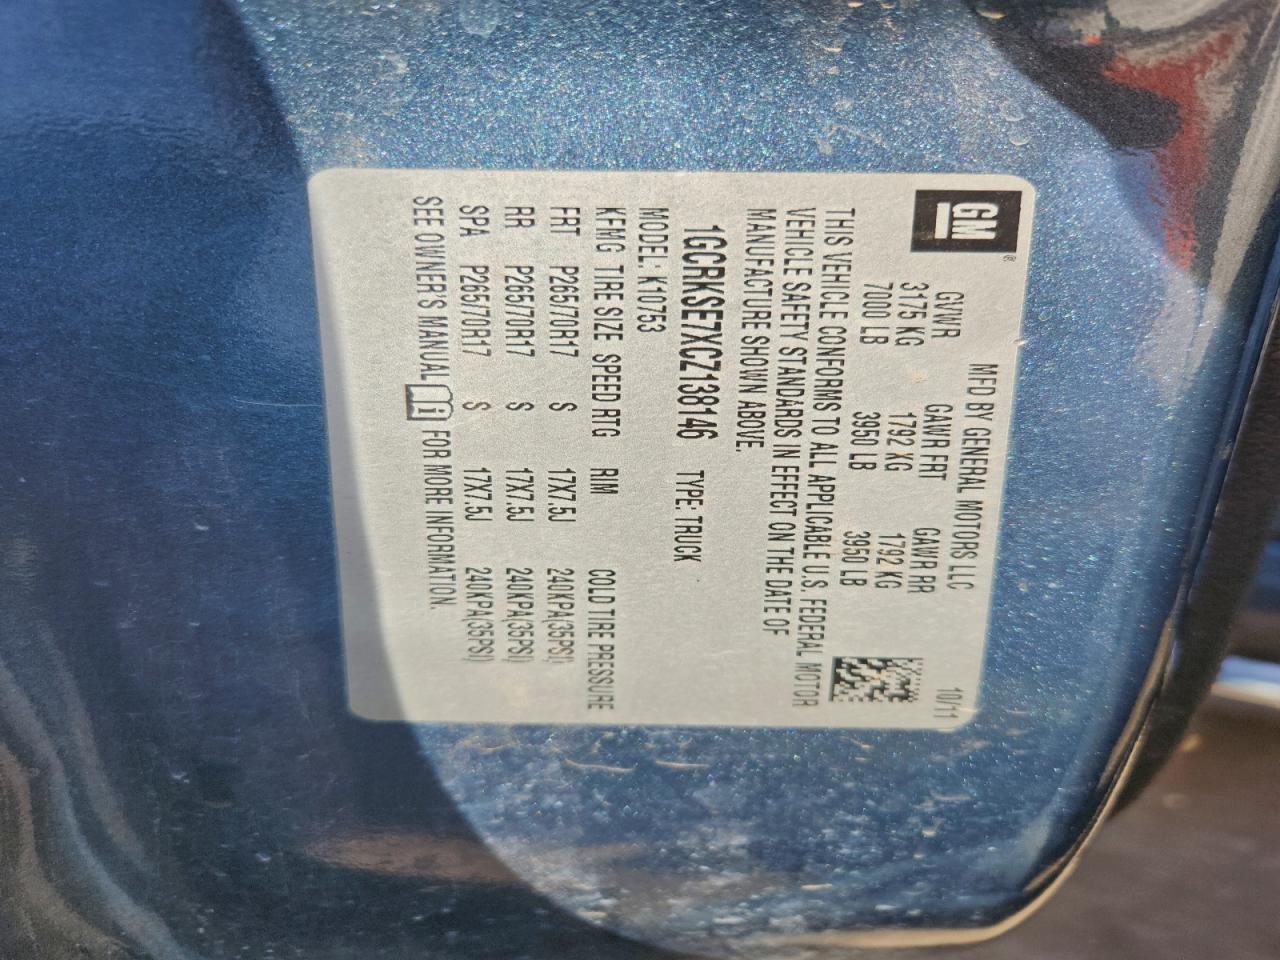 GM®
MFD BY GENERAL MOTORS LLC 10/11
GVWR GAWR FRT GAWR RR
3175 KG 1792 KG 1792 KG
7000 LB 3950 LB 3950 LB
THIS VEHICLE CONFORMS TO ALL APPLICABLE U.S. FEDERAL MOTOR
VEHICLE SAFETY STANDARDS IN EFFECT ON THE DATE OF
MANUFACTURE SHOWN ABOVE.
1GCRKSE7XCZ138146 TYPE: TRUCK
MODEL: K10753
KFMG TIRE SIZE SPEED RTG RIM COLD TIRE PRESSURE
FRT P265/70R17 S 17X7.5J 240KPA(35PSI)
RR P265/70R17 S 17X7.5J 240KPA(35PSI)
SPA P265/70R17 S 17X7.5J 240KPA(35PSI)
SEE OWNER'S MANUAL FOR MORE INFORMATION.